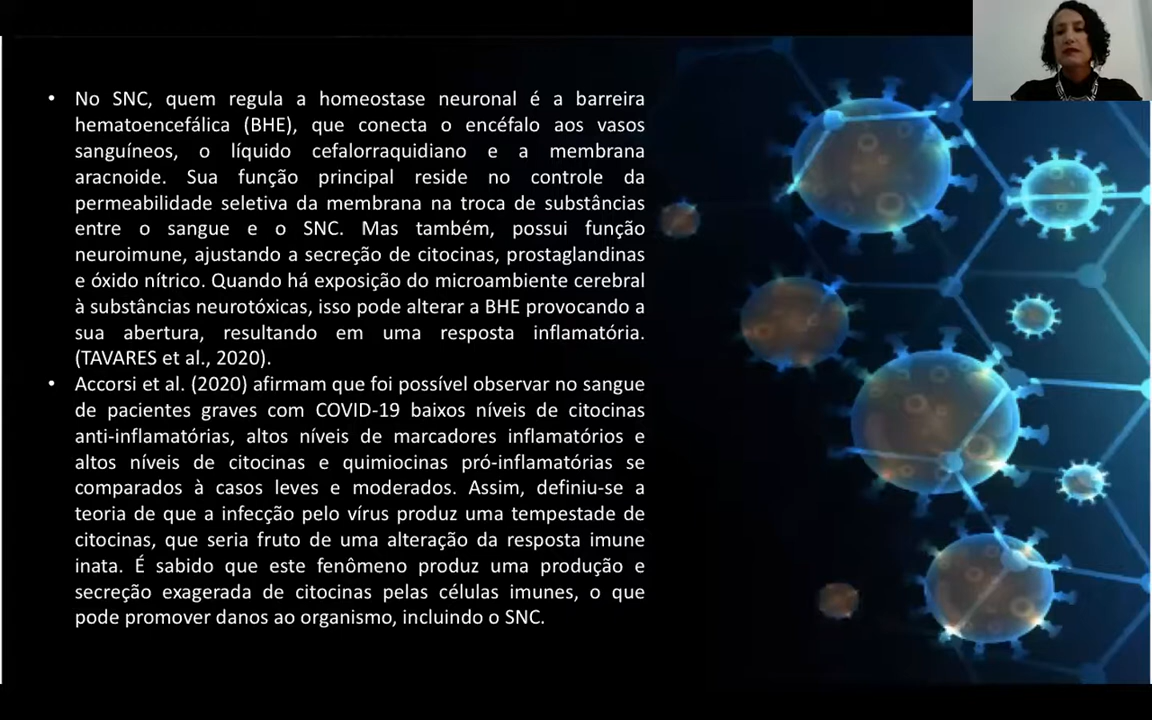 • No SNC, quem regula a homeostase neuronal é a barreira
hematoencefálica (BHE), que conecta o encéfalo aos vasos
sanguíneos, o líquido cefalorraquidiano e a membrana
aracnoide. Sua função principal reside no controle da
permeabilidade seletiva da membrana na troca de substâncias
entre o sangue e o SNC. Mas também, possui função
neuroimune, ajustando a secreção de citocinas, prostaglandinas
e óxido nítrico. Quando há exposição do microambiente cerebral
à substâncias neurotóxicas, isso pode alterar a BHE provocando a
sua abertura, resultando em uma resposta inflamatória.
(TAVARES et al., 2020).
• Accorsi et al. (2020) afirmam que foi possível observar no sangue
de pacientes graves com COVID-19 baixos níveis de citocinas
anti-inflamatórias, altos níveis de marcadores inflamatórios e
altos níveis de citocinas e quimiocinas pró-inflamatórias se
comparados à casos leves e moderados. Assim, definiu-se a
teoria de que a infecção pelo vírus produz uma tempestade de
citocinas, que seria fruto de uma alteração da resposta imune
inata. É sabido que este fenômeno produz uma produção e
secreção exagerada de citocinas pelas células imunes, o que
pode promover danos ao organismo, incluindo o SNC.